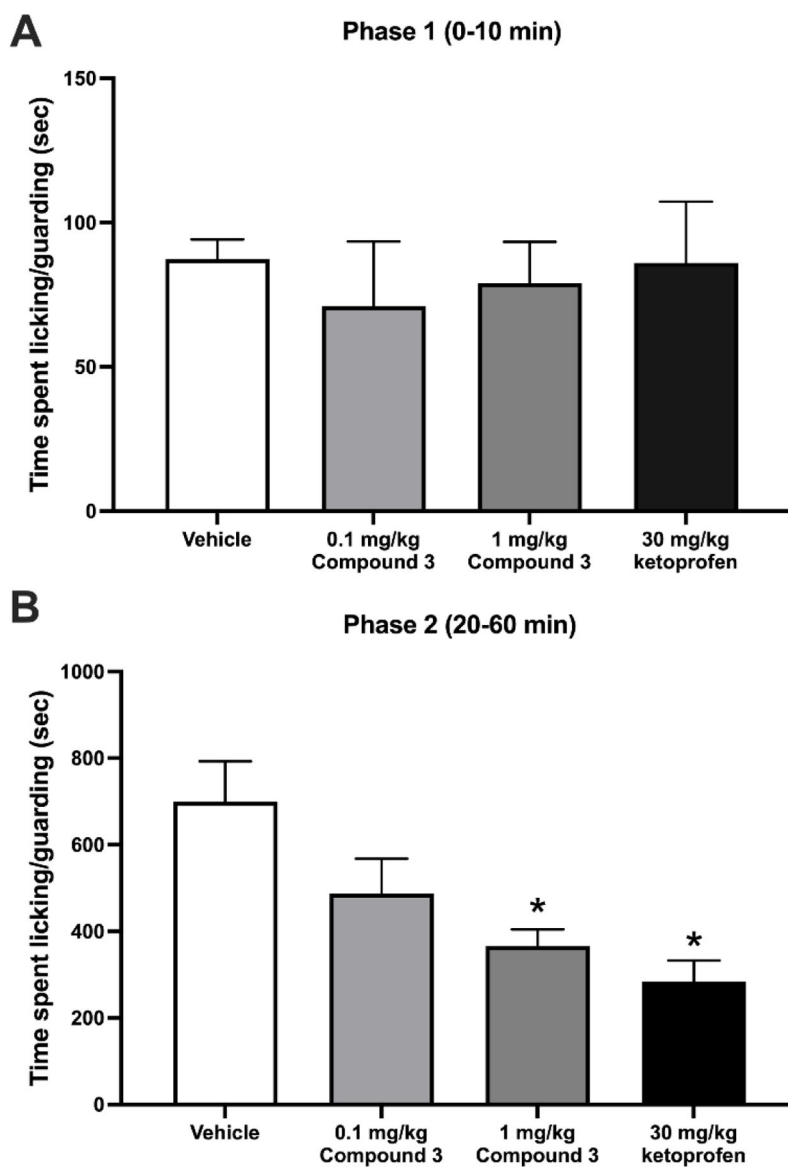 A
Phase 1 (0-10 min)
Time spent licking/guarding (sec)
150
100
50
0
Vehicle
0.1 mg/kg
Compound 3
1 mg/kg
Compound 3
30 mg/kg
ketoprofen
B
Phase 2 (20-60 min)
Time spent licking/guarding (sec)
1000
800
600
400
200
0
*
*
Vehicle
0.1 mg/kg
Compound 3
1 mg/kg
Compound 3
30 mg/kg
ketoprofen